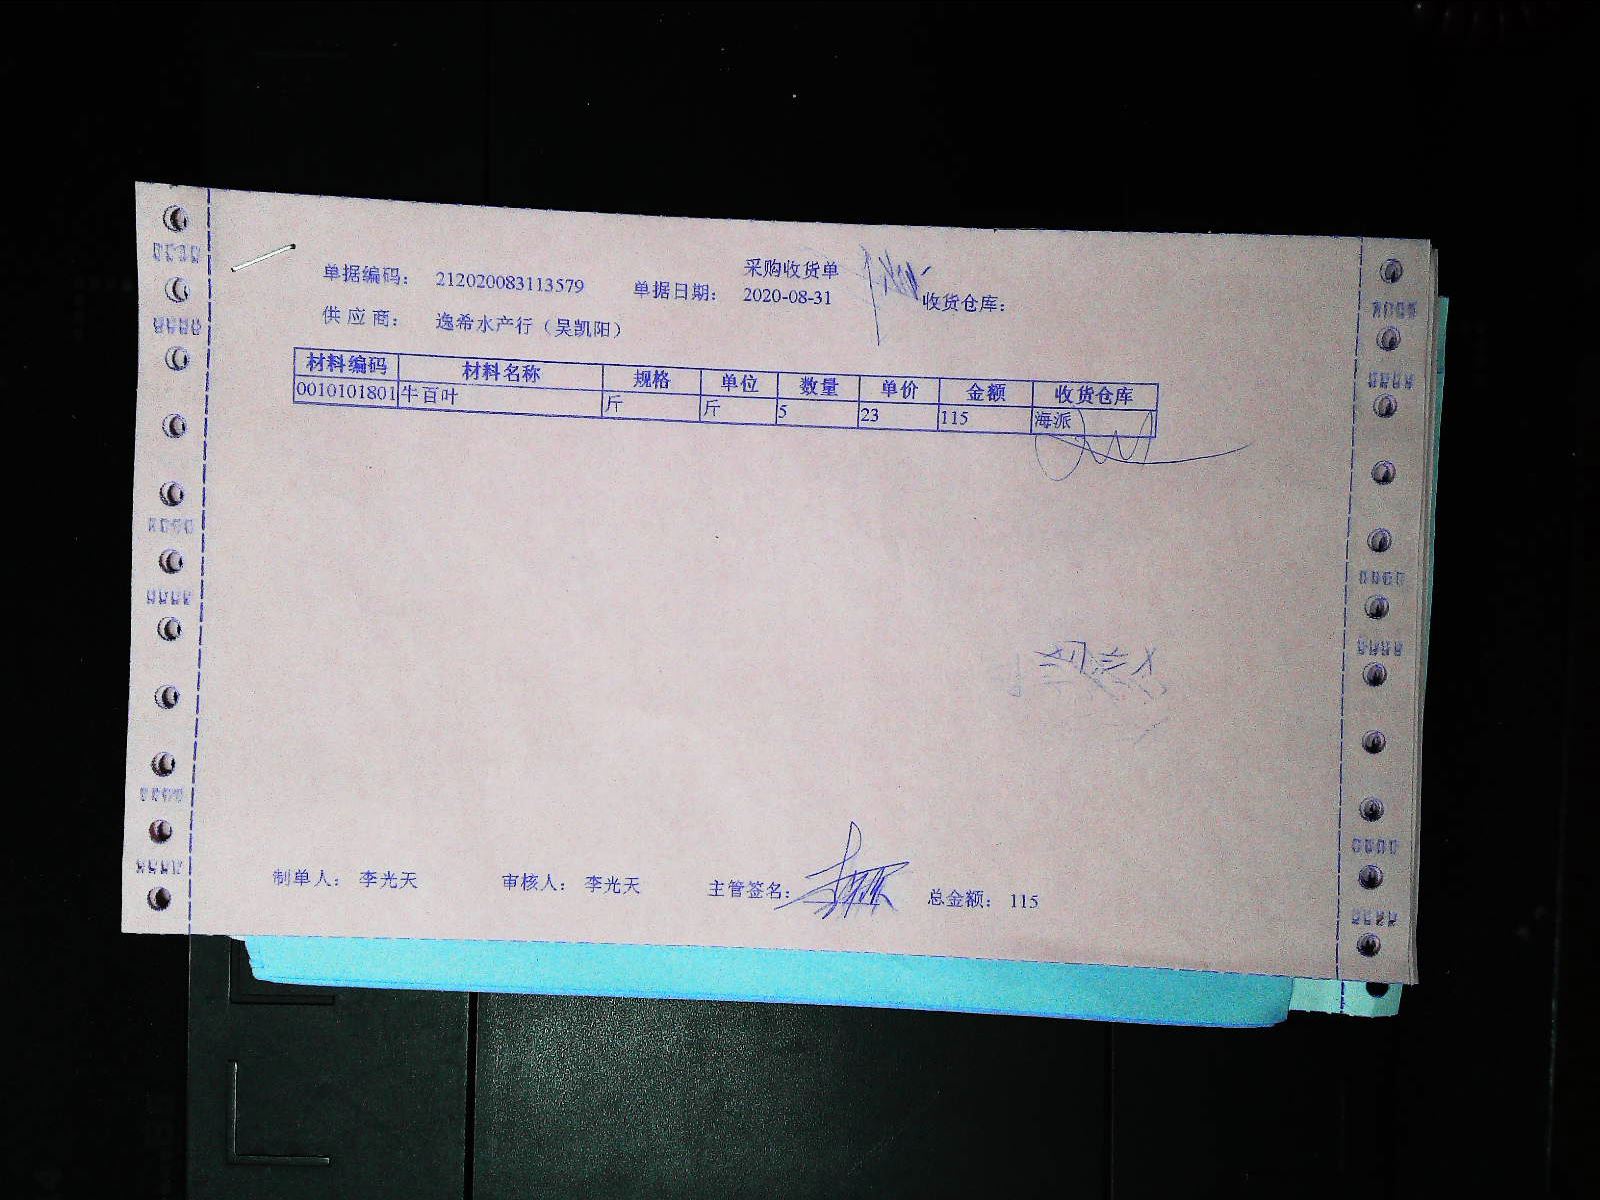 采购收货单
单据编码: 212020083113579 单据日期: 2020-08-31 收货仓库:
供应商: 逸希水产行（吴凯阳）
材料编码 材料名称 规格 单位 数量 单价 金额 收货仓库
0010101801 牛百叶 斤 斤 5 23 115 海派
制单人: 李光天 审核人: 李光天 主管签名: 总金额: 115